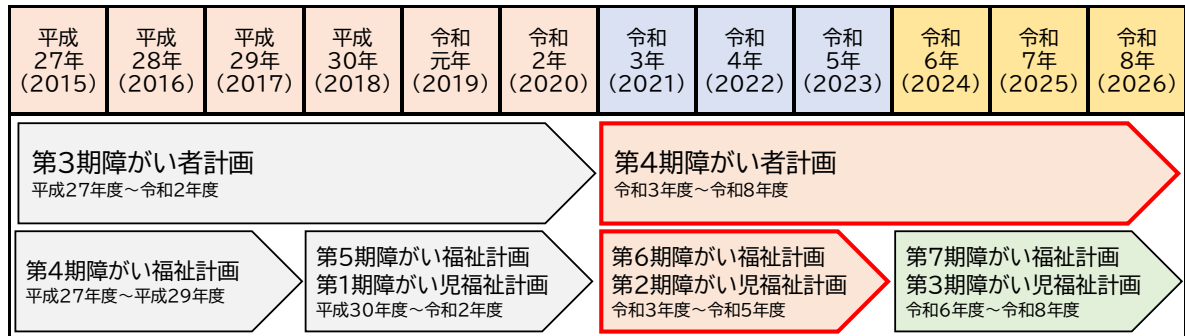 平成
27年
(2015)
平成
28年
(2016)
平成
29年
(2017)
平成
30年
(2018)
令和
元年
(2019)
令和
2年
(2020)
令和
3年
(2021)
令和
4年
(2022)
令和
5年
(2023)
令和
6年
(2024)
令和
7年
(2025)
令和
8年
(2026)
第3期障がい者計画
平成27年度～令和2年度
第4期障がい者計画
令和3年度～令和8年度
第4期障がい福祉計画
平成27年度～平成29年度
第5期障がい福祉計画
第1期障がい児福祉計画
平成30年度～令和2年度
第6期障がい福祉計画
第2期障がい児福祉計画
令和3年度～令和5年度
第7期障がい福祉計画
第3期障がい児福祉計画
令和6年度～令和8年度